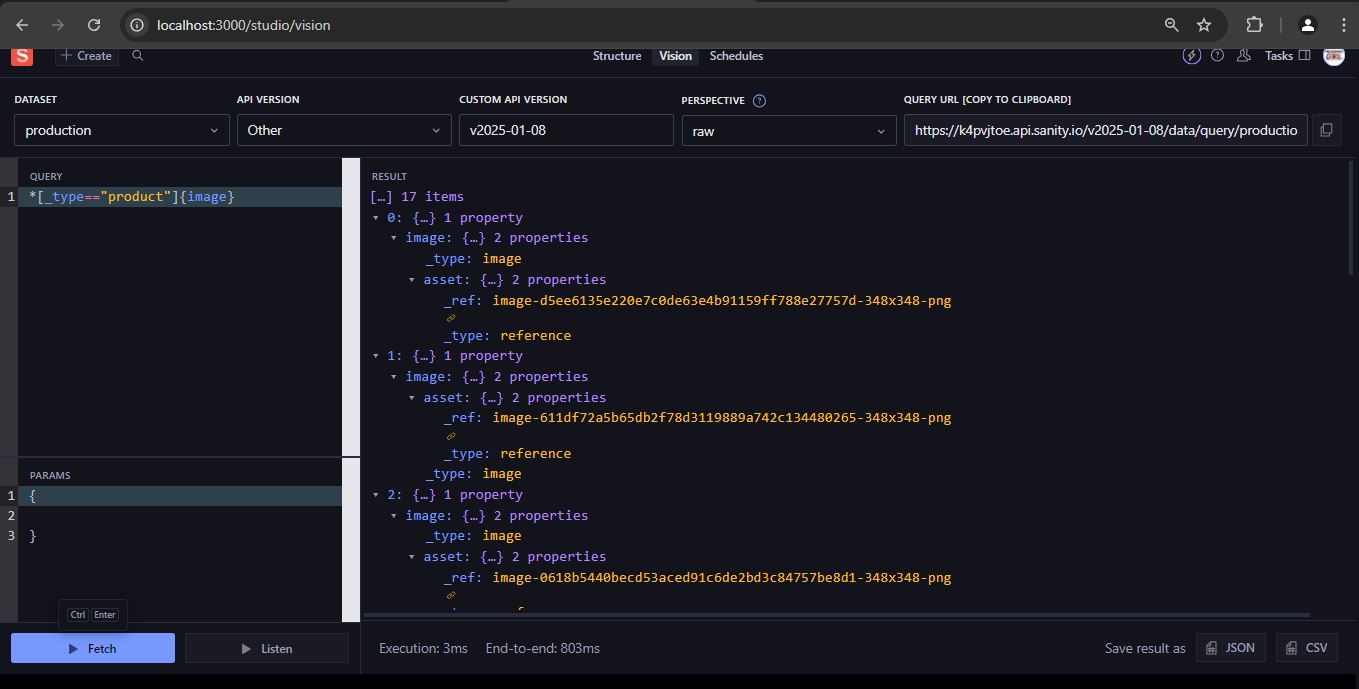 localhost:3000/studio/vision
S + Create Structure Vision Schedules Tasks
DATASET API VERSION CUSTOM API VERSION PERSPECTIVE ? QUERY URL [COPY TO CLIPBOARD]
production Other v2025-01-08 raw https://k4pvjtoe.api.sanity.io/v2025-01-08/data/query/productio
QUERY
1 *[_type=="product"]{image}
PARAMS
1 {
2
3 }
Ctrl Enter
Fetch Listen
RESULT
[…] 17 items
0: {…} 1 property
image: {…} 2 properties
_type: image
asset: {…} 2 properties
_ref: image-d5ee6135e220e7c0de63e4b91159ff788e27757d-348x348-png
_type: reference
1: {…} 1 property
image: {…} 2 properties
asset: {…} 2 properties
_ref: image-611df72a5b65db2f78d3119889a742c134480265-348x348-png
_type: reference
_type: image
2: {…} 1 property
image: {…} 2 properties
_type: image
asset: {…} 2 properties
_ref: image-0618b5440becd53aced91c6de2bd3c84757be8d1-348x348-png
Execution: 3ms End-to-end: 803ms Save result as JSON CSV